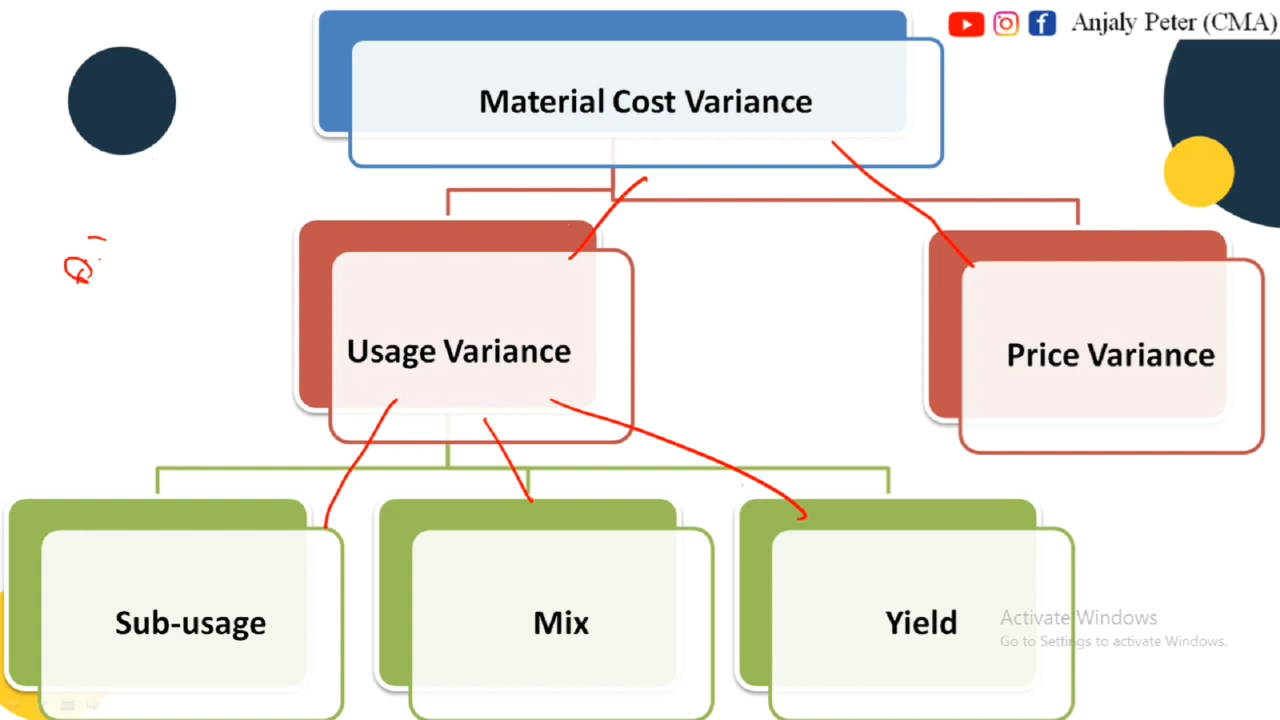 Anjaly Peter (CMA)
Material Cost Variance
Usage Variance
Price Variance
Sub-usage
Mix
Yield
Activate Windows
Go to Settings to activate Windows.